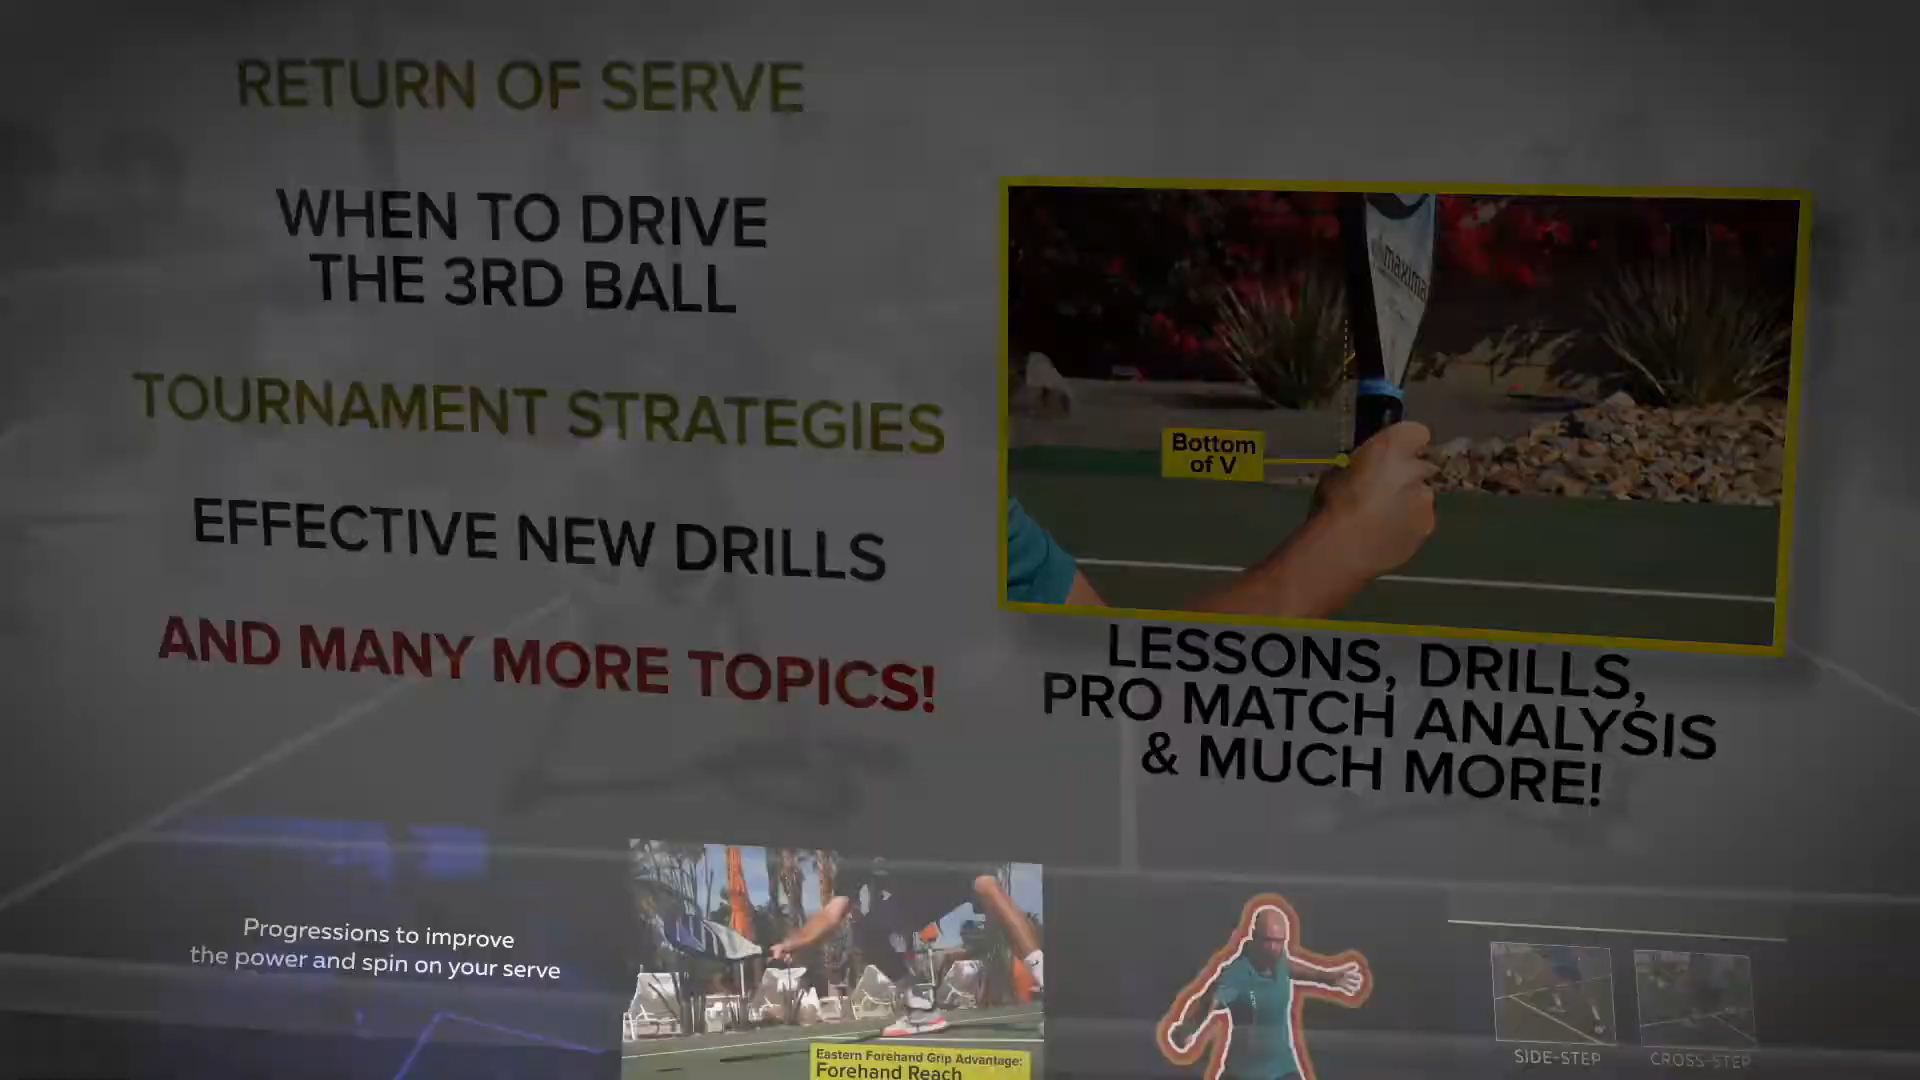 RETURN OF SERVE
WHEN TO DRIVE
THE 3RD BALL
TOURNAMENT STRATEGIES
EFFECTIVE NEW DRILLS
AND MANY MORE TOPICS!
Bottom
of V
LESSONS, DRILLS,
PRO MATCH ANALYSIS
& MUCH MORE!
Progressions to improve
the power and spin on your serve
Eastern Forehand Grip Advantage:
Forehand Reach
SIDE-STEP
CROSS-STEP